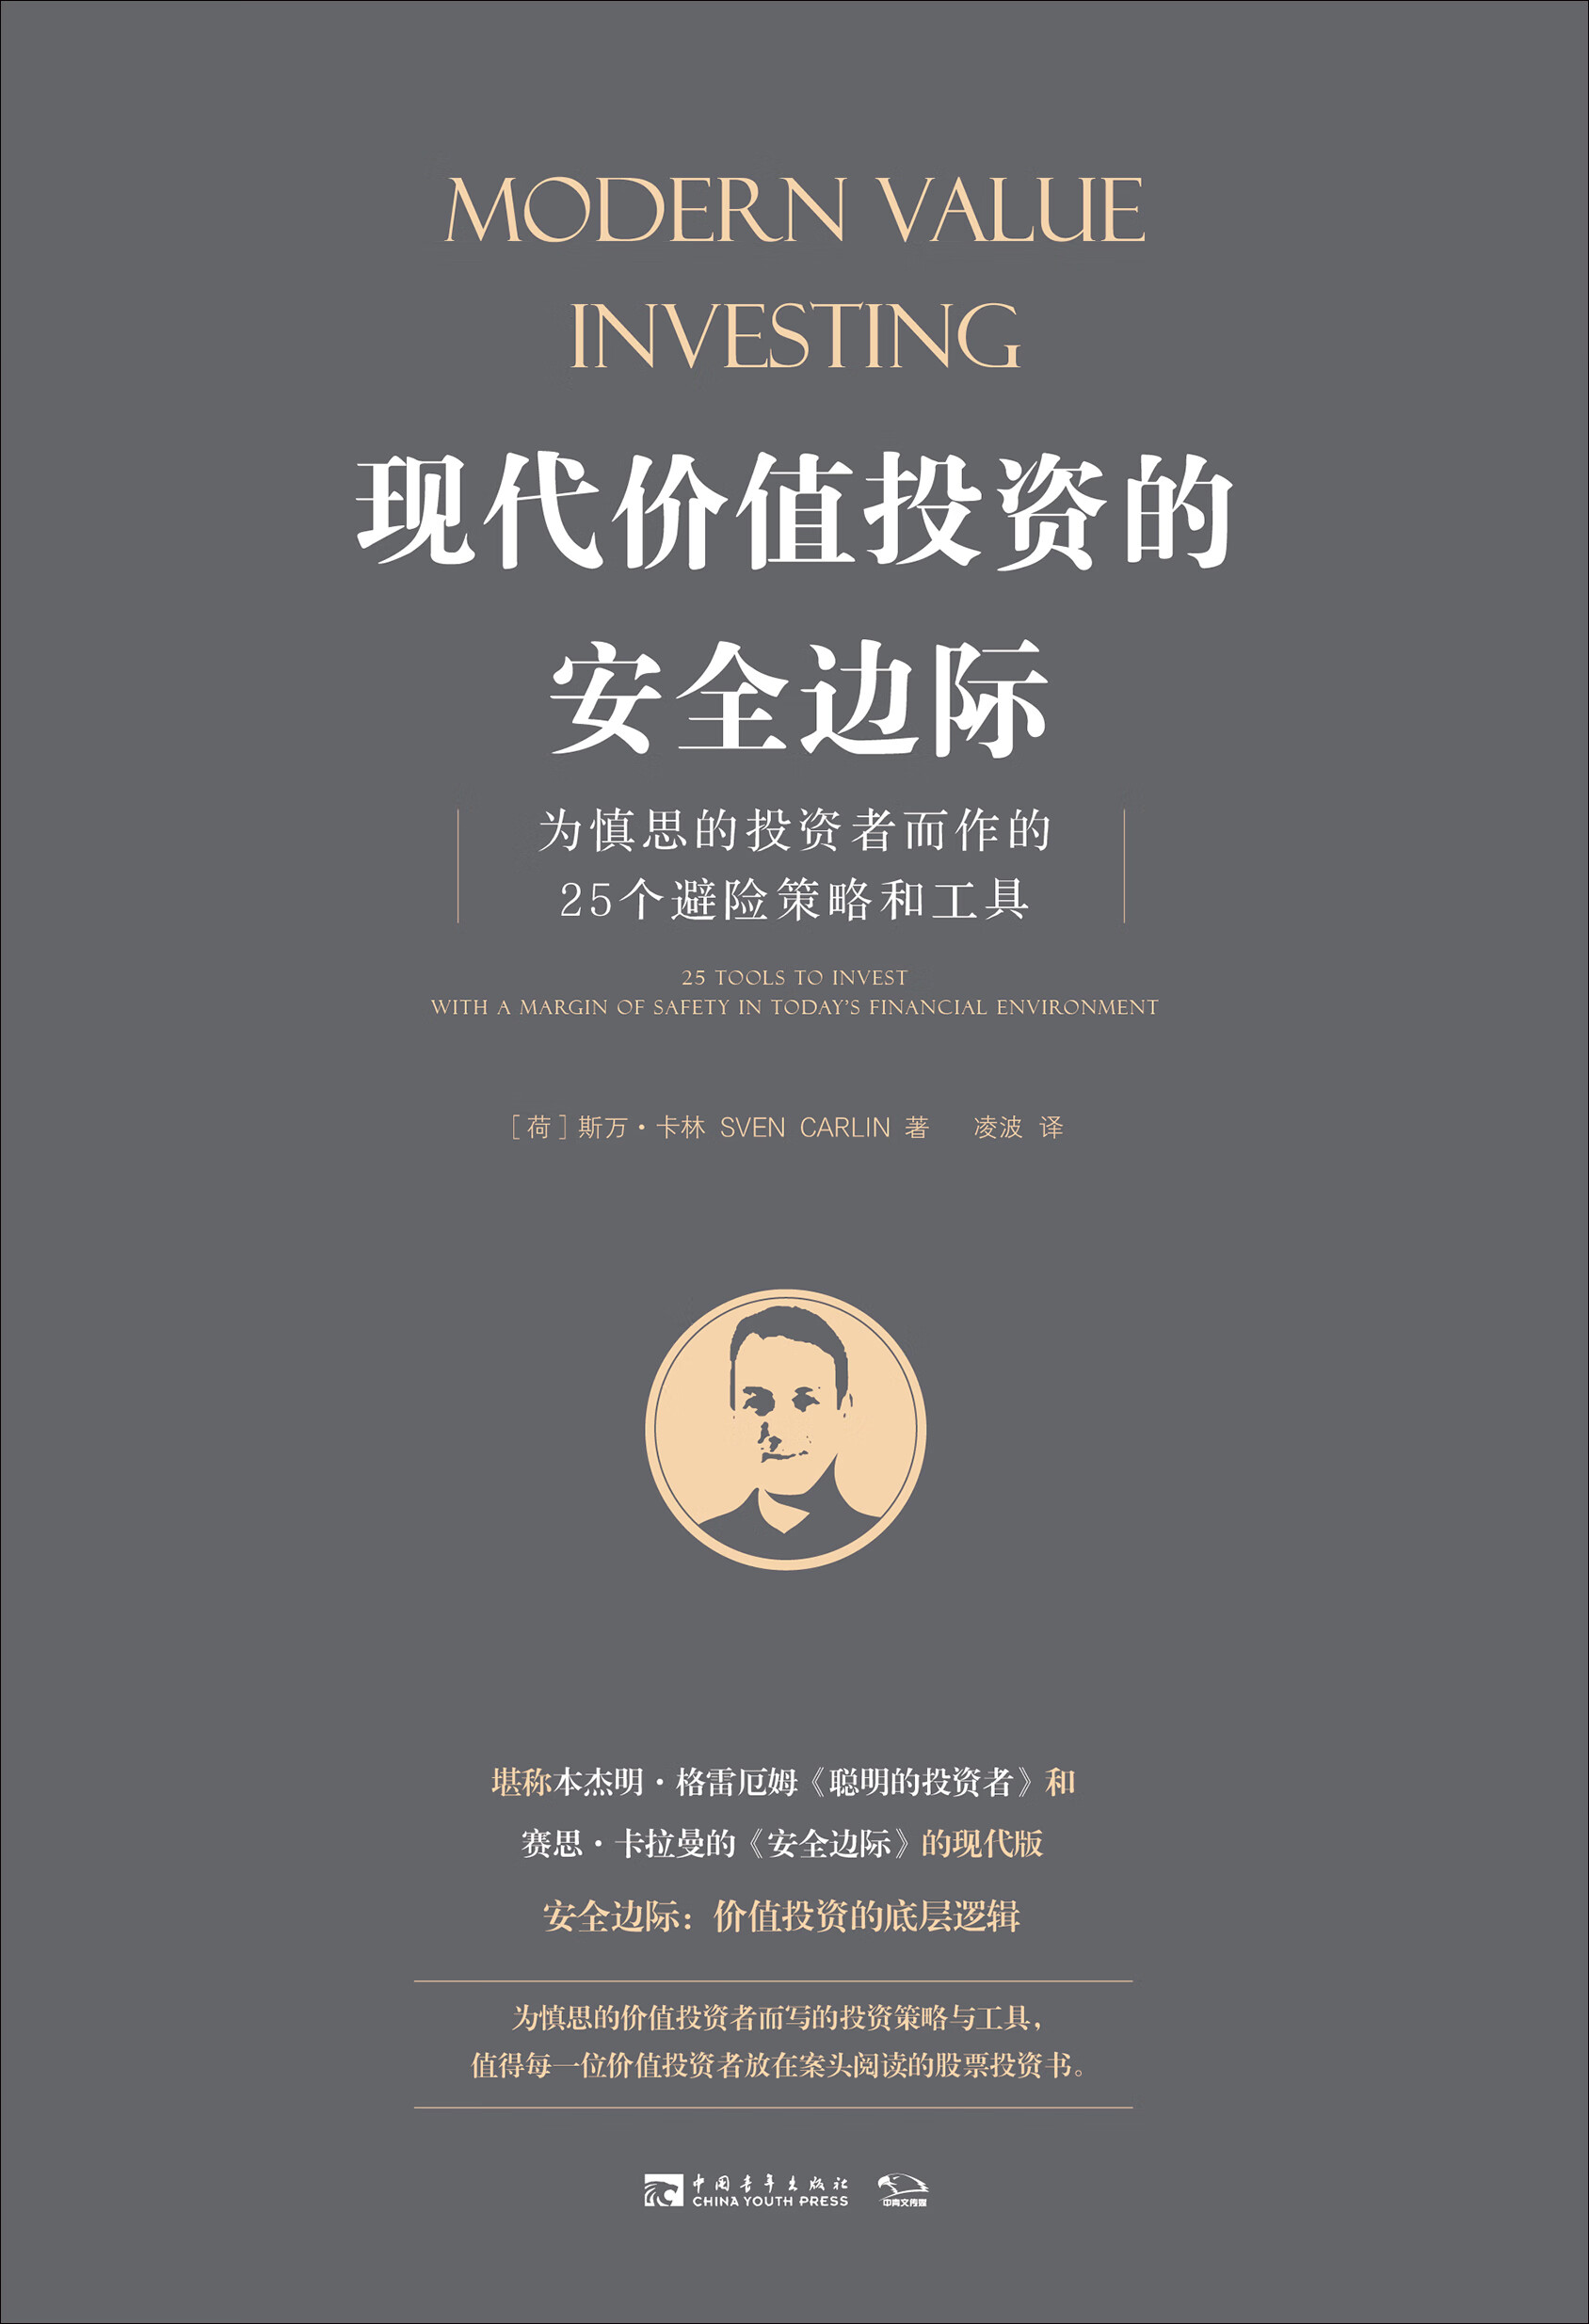 MODERN VALUE
INVESTING
现代价值投资的
安全边际
为慎思的投资者而作的
25个避险策略和工具
25 TOOLS TO INVEST
WITH A MARGIN OF SAFETY IN TODAY'S FINANCIAL ENVIRONMENT
［荷］斯万·卡林 SVEN CARLIN 著 凌波 译
堪称本杰明·格雷厄姆《聪明的投资者》和
赛思·卡拉曼的《安全边际》的现代版
安全边际：价值投资的底层逻辑
为慎思的价值投资者而写的投资策略与工具，
值得每一位价值投资者放在案头阅读的股票投资书。
中国青年出版社
CHINA YOUTH PRESS
中青文传媒